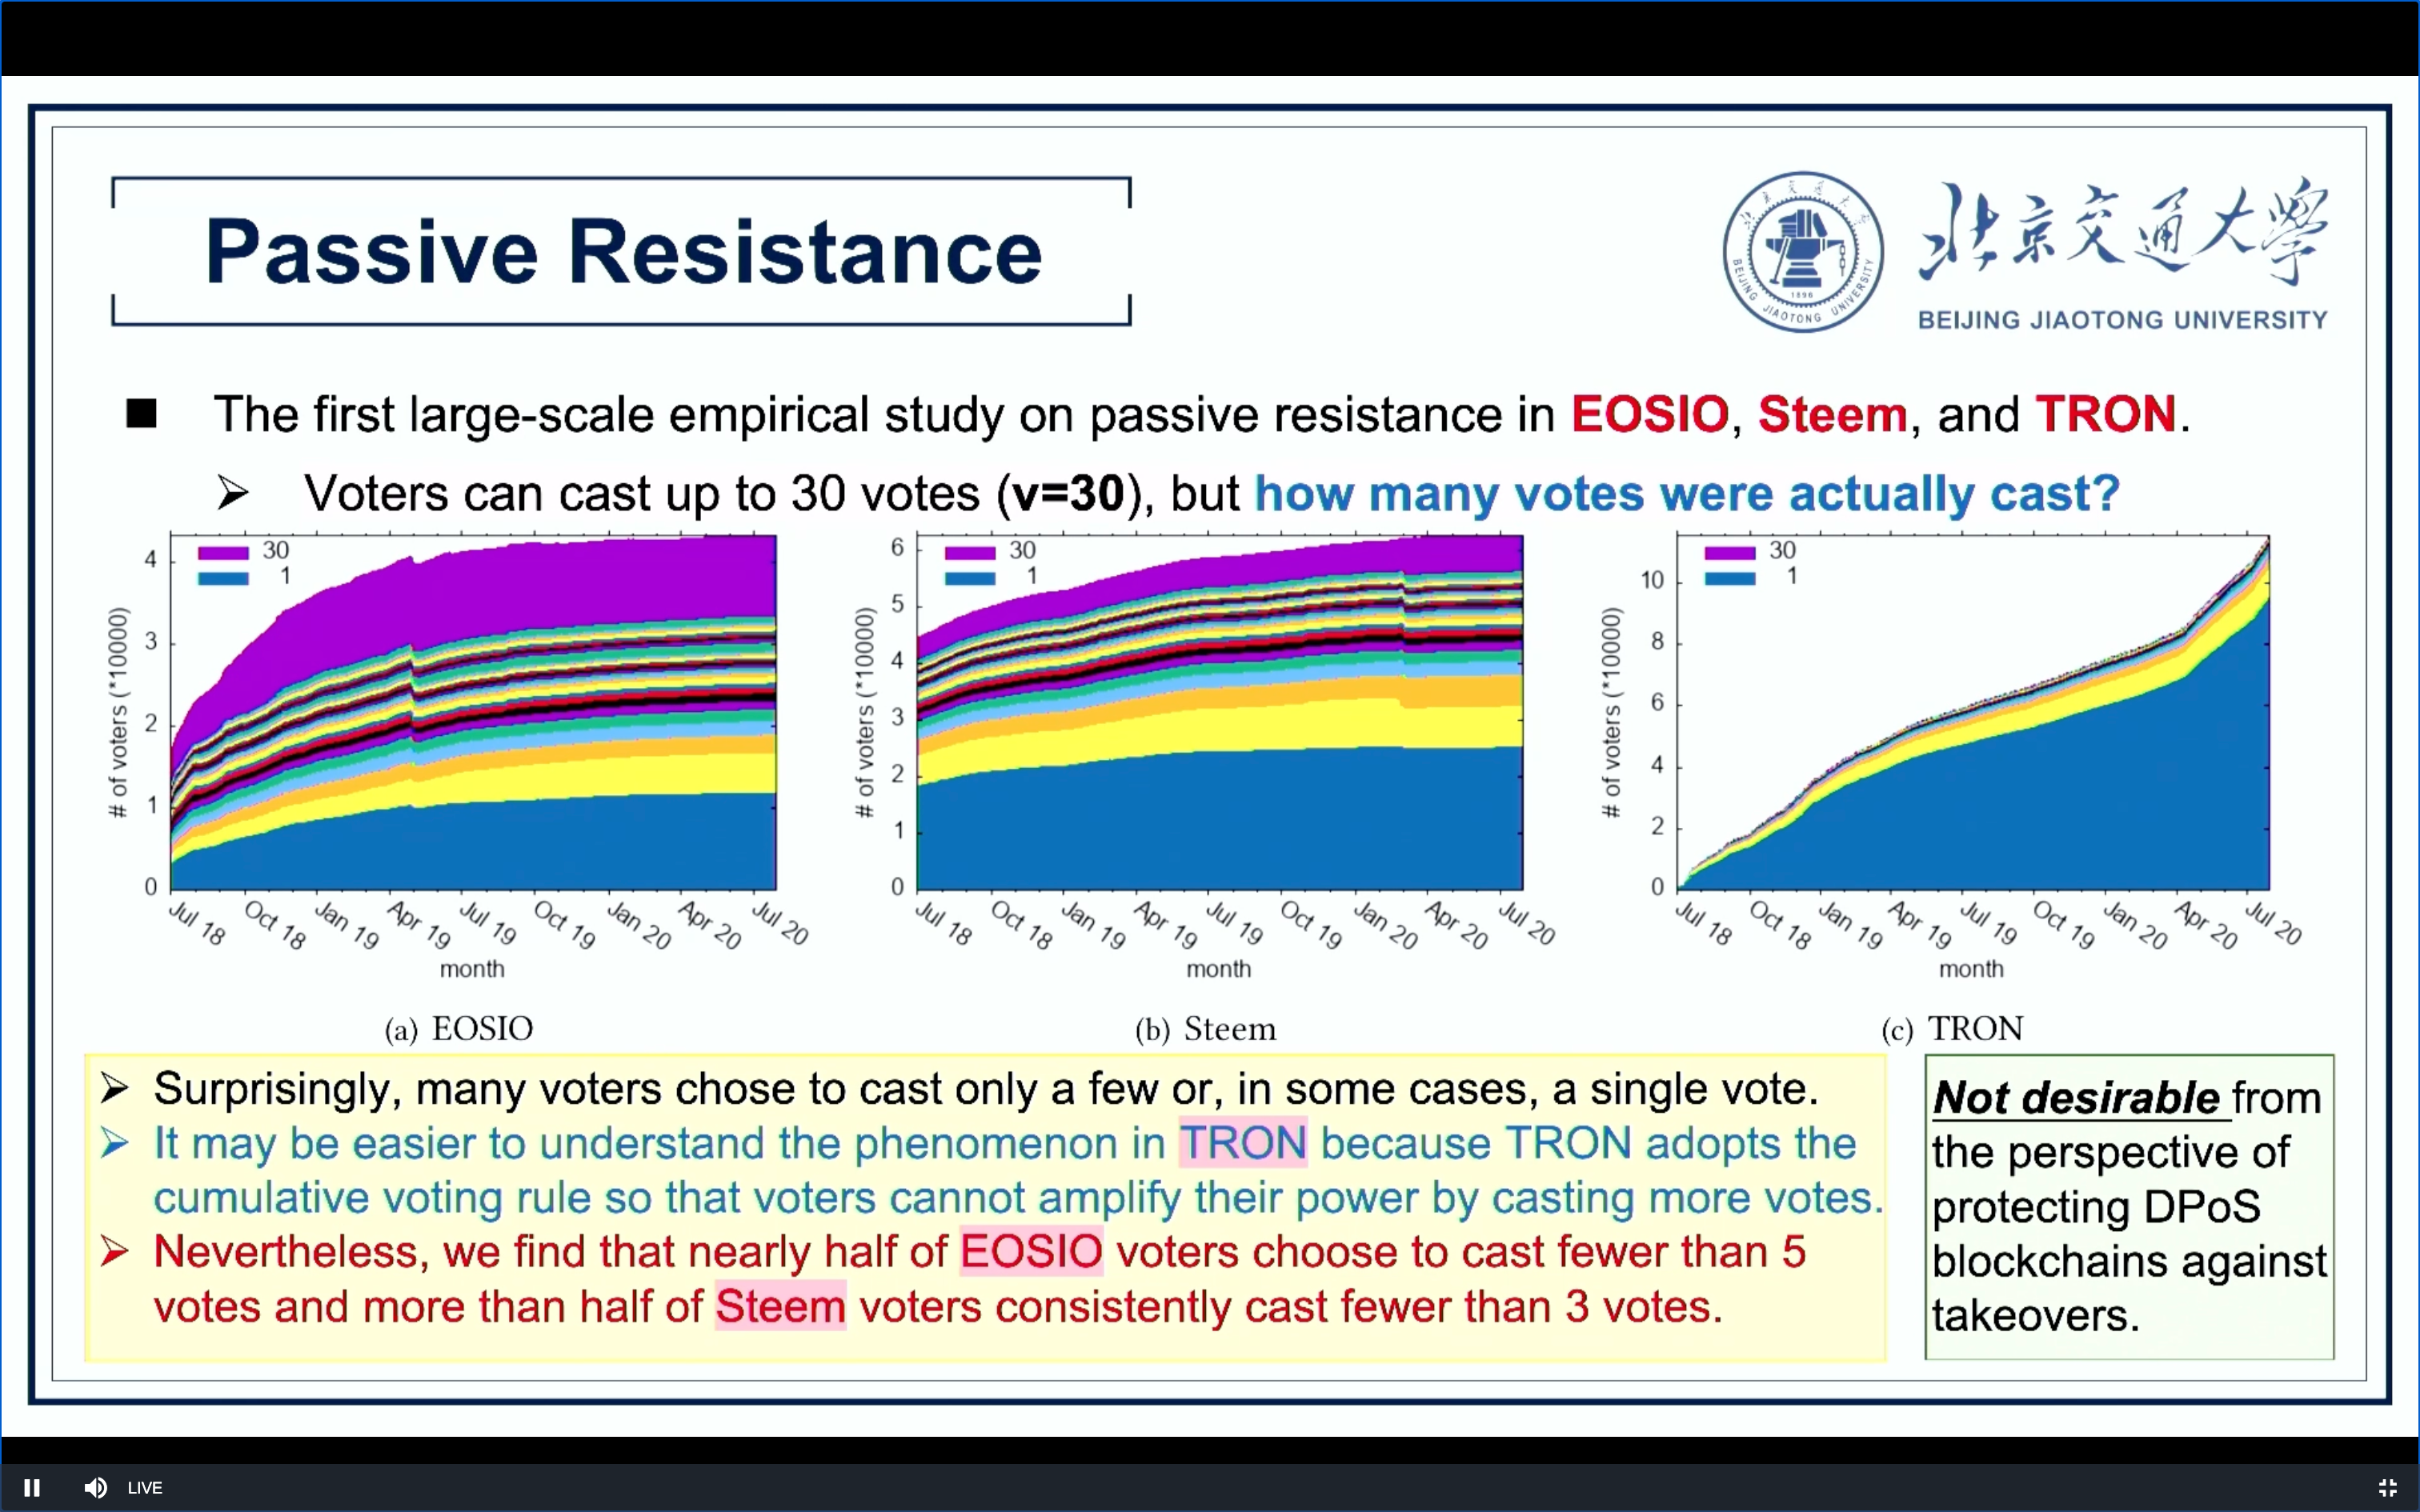 Passive Resistance
北京交通大學
BEIJING JIAOTONG UNIVERSITY
1896
BEIJING JIAOTONG UNIVERSITY
■ The first large-scale empirical study on passive resistance in EOSIO, Steem, and TRON.
➢ Voters can cast up to 30 votes (v=30), but how many votes were actually cast?
30
1
4
3
2
1
0
# of voters (*10000)
Jul 18 Oct 18 Jan 19 Apr 19 Jul 19 Oct 19 Jan 20 Apr 20 Jul 20
month
(a) EOSIO
30
1
6
5
4
3
2
1
0
# of voters (*10000)
Jul 18 Oct 18 Jan 19 Apr 19 Jul 19 Oct 19 Jan 20 Apr 20 Jul 20
month
(b) Steem
30
1
10
8
6
4
2
0
# of voters (*10000)
Jul 18 Oct 18 Jan 19 Apr 19 Jul 19 Oct 19 Jan 20 Apr 20 Jul 20
month
(c) TRON
➢ Surprisingly, many voters chose to cast only a few or, in some cases, a single vote.
➢ It may be easier to understand the phenomenon in TRON because TRON adopts the
cumulative voting rule so that voters cannot amplify their power by casting more votes.
➢ Nevertheless, we find that nearly half of EOSIO voters choose to cast fewer than 5
votes and more than half of Steem voters consistently cast fewer than 3 votes.
Not desirable from
the perspective of
protecting DPoS
blockchains against
takeovers.
LIVE